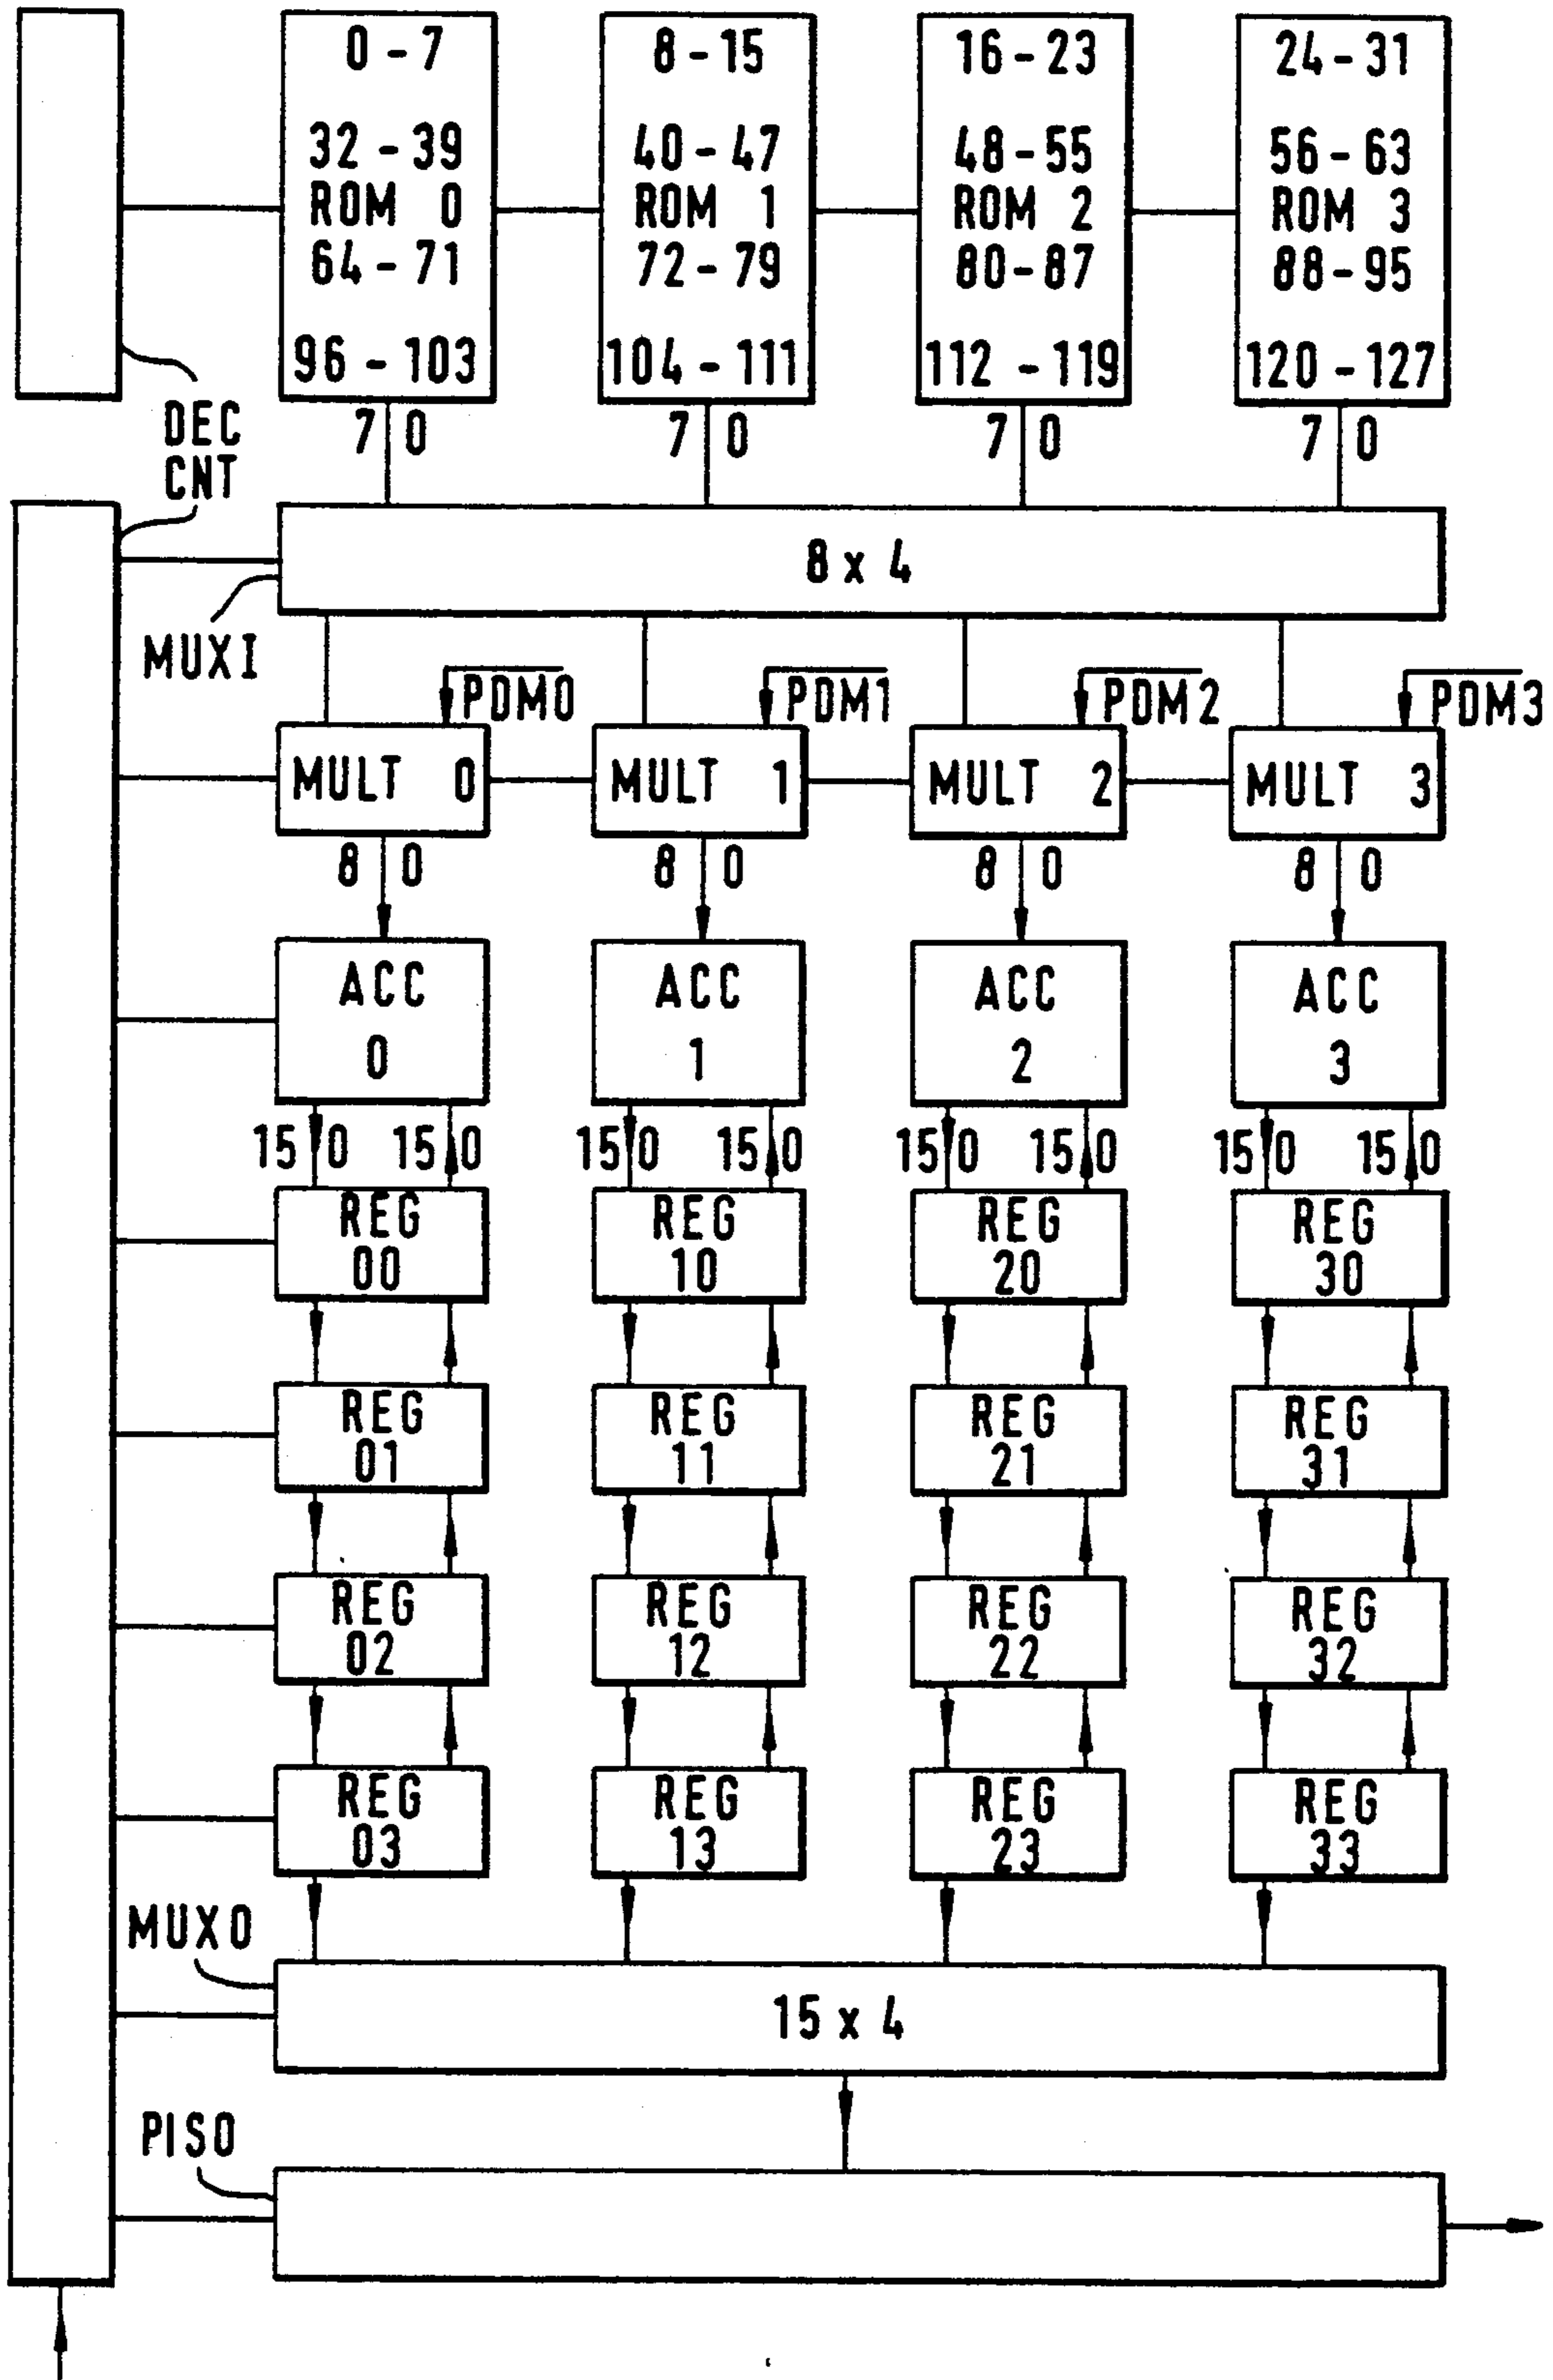 0 - 7 8 - 15 16 - 23 24 - 31
32 - 39 40 - 47 48 - 55 56 - 63
ROM 0 ROM 1 ROM 2 ROM 3
64 - 71 72 - 79 80 - 87 88 - 95
96 - 103 104 - 111 112 - 119 120 - 127
7 0 7 0 7 0 7 0
DEC
CNT
8 x 4
MUXI
PDM0 PDM1 PDM2 PDM3
MULT 0 MULT 1 MULT 2 MULT 3
8 0 8 0 8 0 8 0
ACC ACC ACC ACC
0 1 2 3
15 0 15 0 15 0 15 0 15 0 15 0 15 0 15 0
REG REG REG REG
00 10 20 30
REG REG REG REG
01 11 21 31
REG REG REG REG
02 12 22 32
REG REG REG REG
03 13 23 33
MUXO
15 x 4
PISO